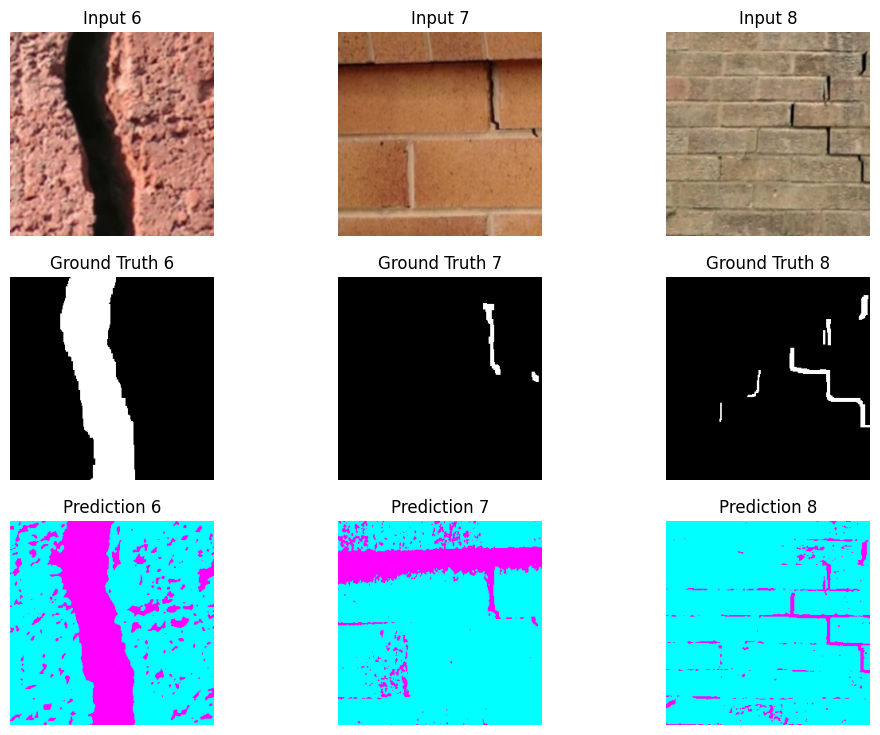 Input 6
Input 7
Input 8
Ground Truth 6
Ground Truth 7
Ground Truth 8
Prediction 6
Prediction 7
Prediction 8